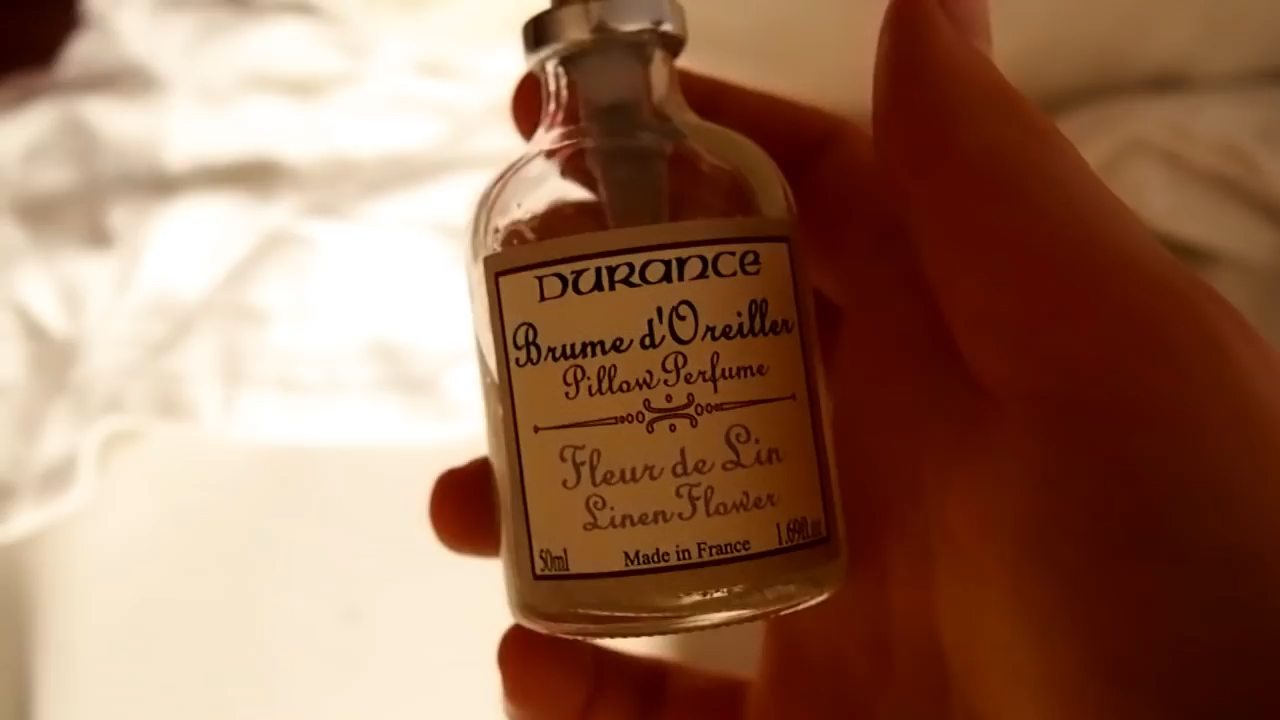 DURANCE
Brume d'Oreiller
Pillow Perfume
Fleur de Lin
Linen Flower
50ml Made in France 1.69fl.oz